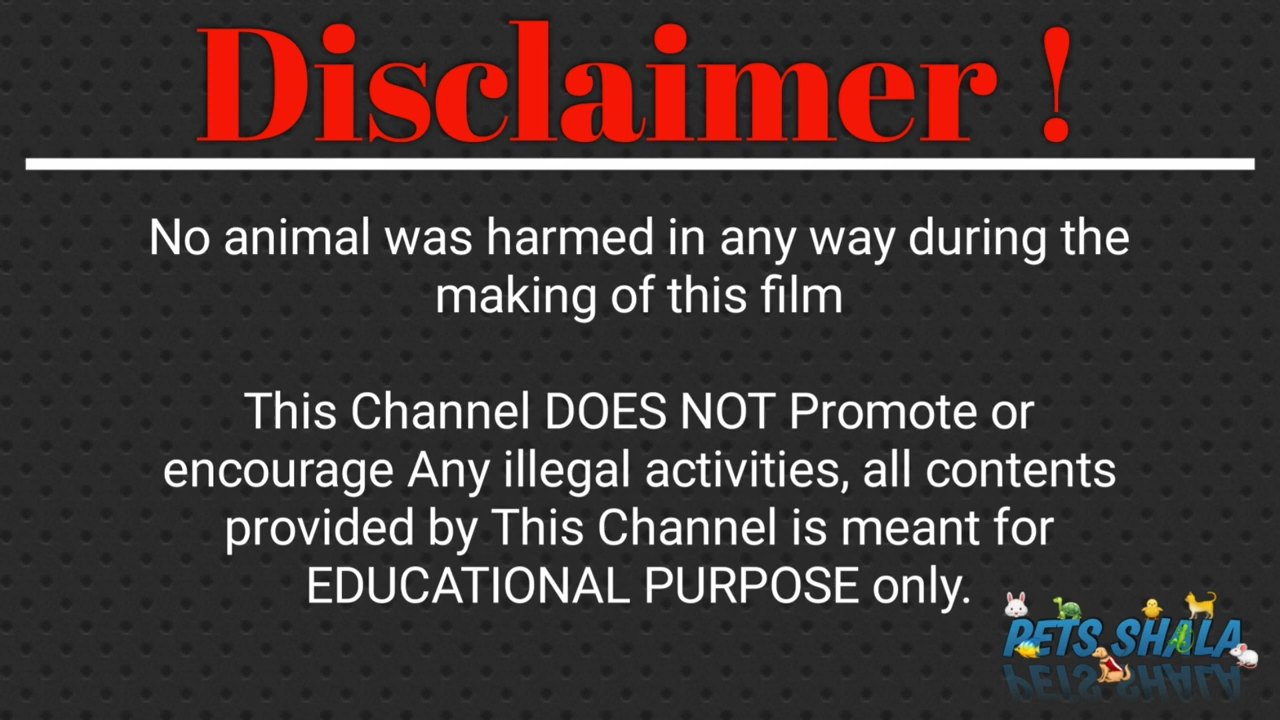 Disclaimer !
No animal was harmed in any way during the
making of this film
This Channel DOES NOT Promote or
encourage Any illegal activities, all contents
provided by This Channel is meant for
EDUCATIONAL PURPOSE only.
PETS SHALA